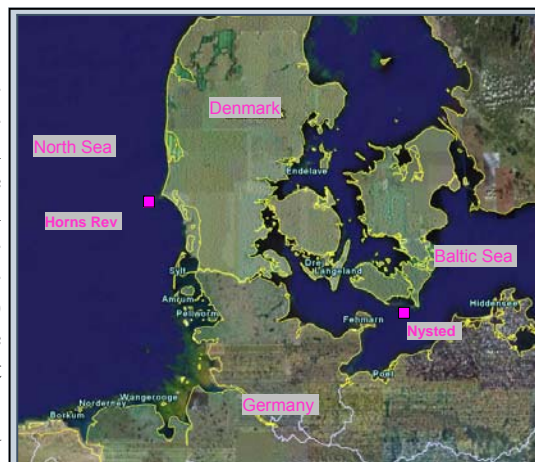 Denmark
North Sea
Endelave
Horns Rev
Baltic Sea
Drej
Langeland
Sylt
Amrum
Pellworm
Hiddensee
Fehmarn
Nysted
Poel
Wangerooge
Norderney
Borkum
Germany